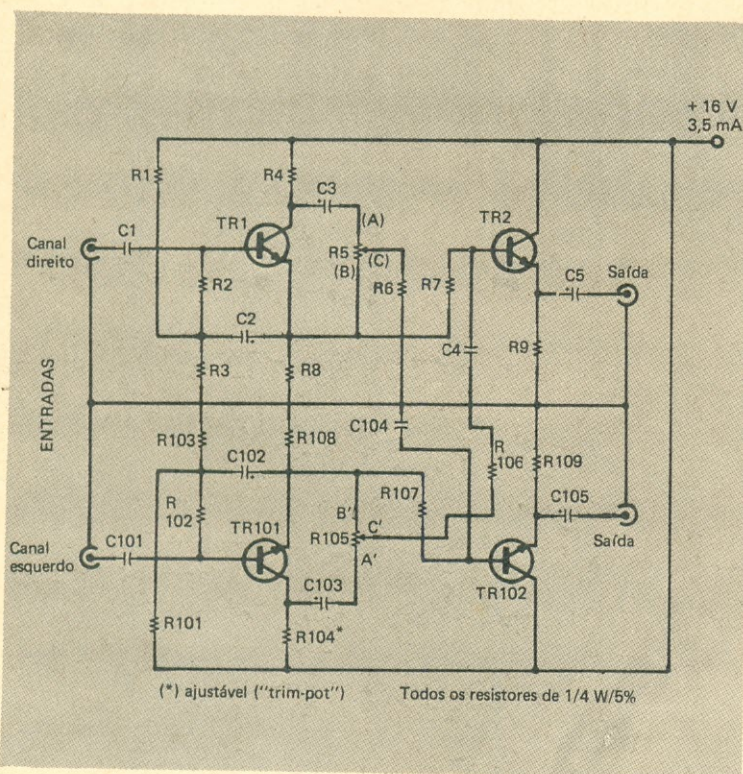 + 16 V
3,5 mA
R1
R4
C3
(A)
TR1
TR2
C1
Canal
direito
R5
(C)
(B)
R6
R7
C5
Saída
R2
C2
C4
R9
R3
R8
ENTRADAS
C104
R103
R108
C102
R
106
R109
R107
C105
R
102
B'
C'
TR101
R105
A'
Canal
esquerdo
C101
Saída
C103
TR102
R101
R104*
(*) ajustável ("trim-pot")
Todos os resistores de 1/4 W/5%